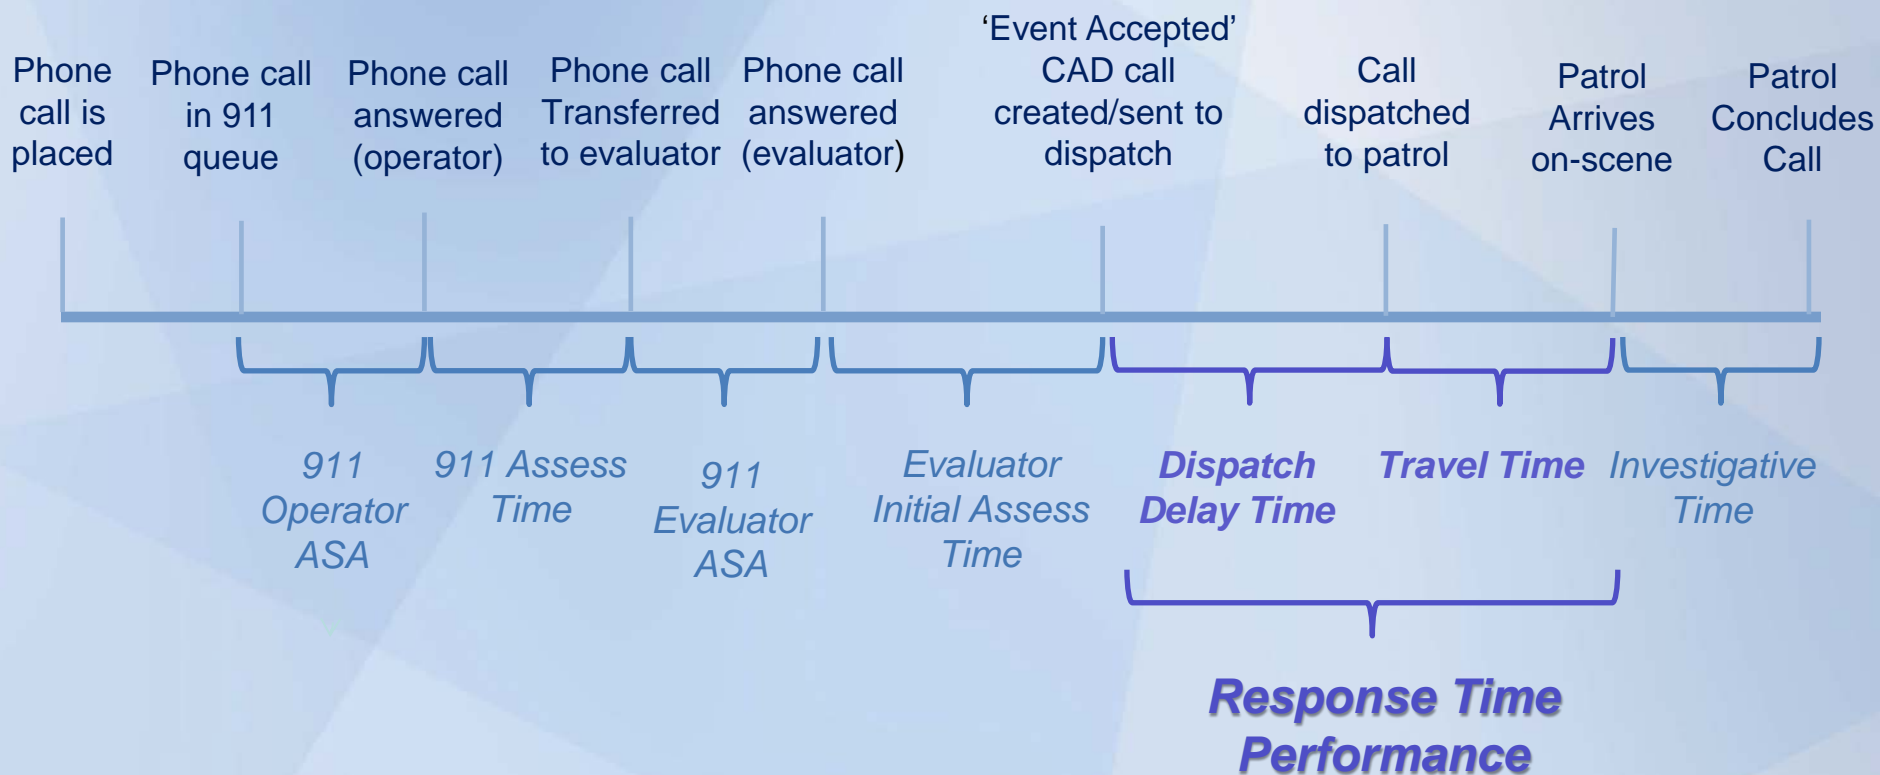 Phone
call is
placed
Phone call
in 911
queue
Phone call
answered
(operator)
Phone call
Transferred
to evaluator
Phone call
answered
(evaluator)
‘Event Accepted’
CAD call
created/sent to
dispatch
Call
dispatched
to patrol
Patrol
Arrives
on-scene
Patrol
Concludes
Call
911
Operator
ASA
911 Assess
Time
911
Evaluator
ASA
Evaluator
Initial Assess
Time
Dispatch
Delay Time
Travel Time
Investigative
Time
Response Time
Performance